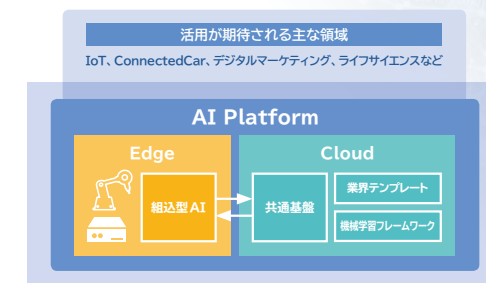 活用が期待される主な領域
IoT、ConnectedCar、デジタルマーケティング、ライフサイエンスなど
AI Platform
Edge
組込型AI
Cloud
共通基盤
業界テンプレート
機械学習フレームワーク